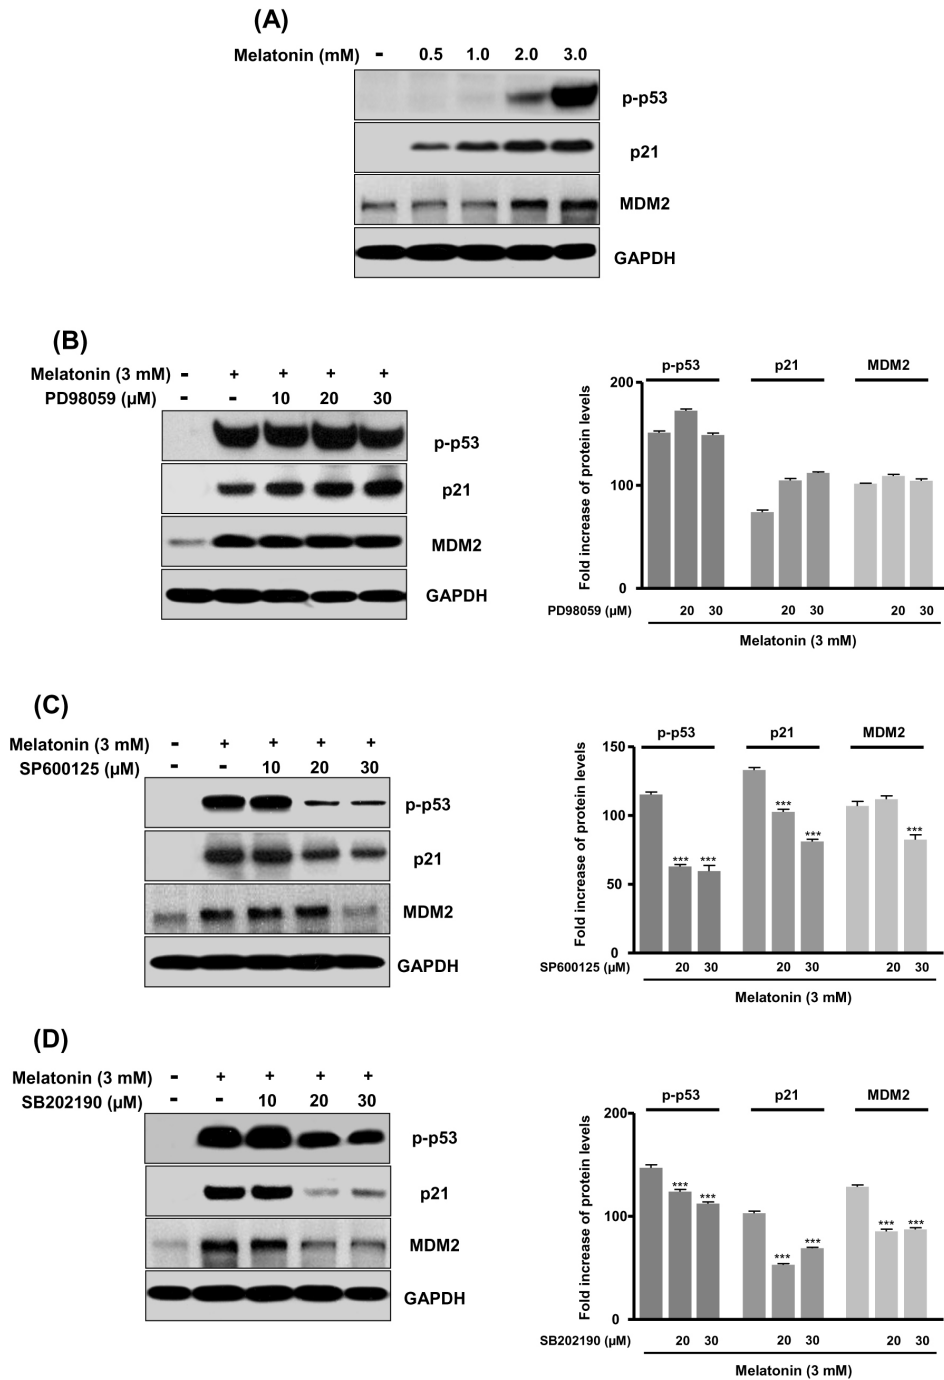 (A)
Melatonin (mM) - 0.5 1.0 2.0 3.0
p-p53
p21
MDM2
GAPDH
(B)
Melatonin (3 mM) - + + + +
PD98059 (μM) - - 10 20 30
p-p53
p21
MDM2
GAPDH
p-p53 p21 MDM2
Fold increase of protein levels
200
100
0
PD98059 (μM) 20 30 20 30 20 30
Melatonin (3 mM)
(C)
Melatonin (3 mM) - + + + +
SP600125 (μM) - - 10 20 30
p-p53
p21
MDM2
GAPDH
p-p53 p21 MDM2
Fold increase of protein levels
150
100
50
0
*** *** *** *** ***
SP600125 (μM) 20 30 20 30 20 30
Melatonin (3 mM)
(D)
Melatonin (3 mM) - + + + +
SB202190 (μM) - - 10 20 30
p-p53
p21
MDM2
GAPDH
p-p53 p21 MDM2
Fold increase of protein levels
200
100
0
*** *** *** *** *** ***
SB202190 (μM) 20 30 20 30 20 30
Melatonin (3 mM)